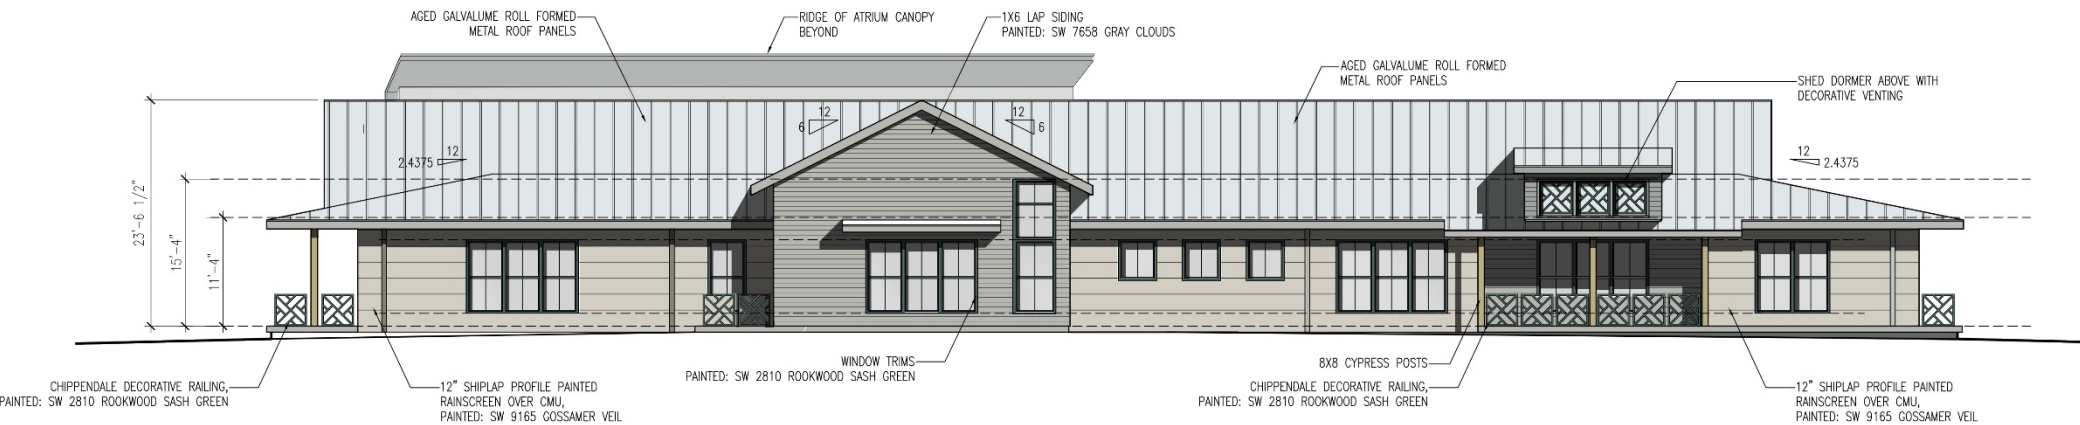 AGED GALVALUME ROLL FORMED
METAL ROOF PANELS
RIDGE OF ATRIUM CANOPY
BEYOND
1X6 LAP SIDING
PAINTED: SW 7658 GRAY CLOUDS
AGED GALVALUME ROLL FORMED
METAL ROOF PANELS
SHED DORMER ABOVE WITH
DECORATIVE VENTING
12
6
12
6
12
2.4375
12
2.4375
23'-6 1/2"
15'-4"
11'-4"
CHIPPENDALE DECORATIVE RAILING,
PAINTED: SW 2810 ROOKWOOD SASH GREEN
12" SHIPLAP PROFILE PAINTED
RAINSCREEN OVER CMU,
PAINTED: SW 9165 GOSSAMER VEIL
WINDOW TRIMS
PAINTED: SW 2810 ROOKWOOD SASH GREEN
8X8 CYPRESS POSTS
CHIPPENDALE DECORATIVE RAILING,
PAINTED: SW 2810 ROOKWOOD SASH GREEN
12" SHIPLAP PROFILE PAINTED
RAINSCREEN OVER CMU,
PAINTED: SW 9165 GOSSAMER VEIL